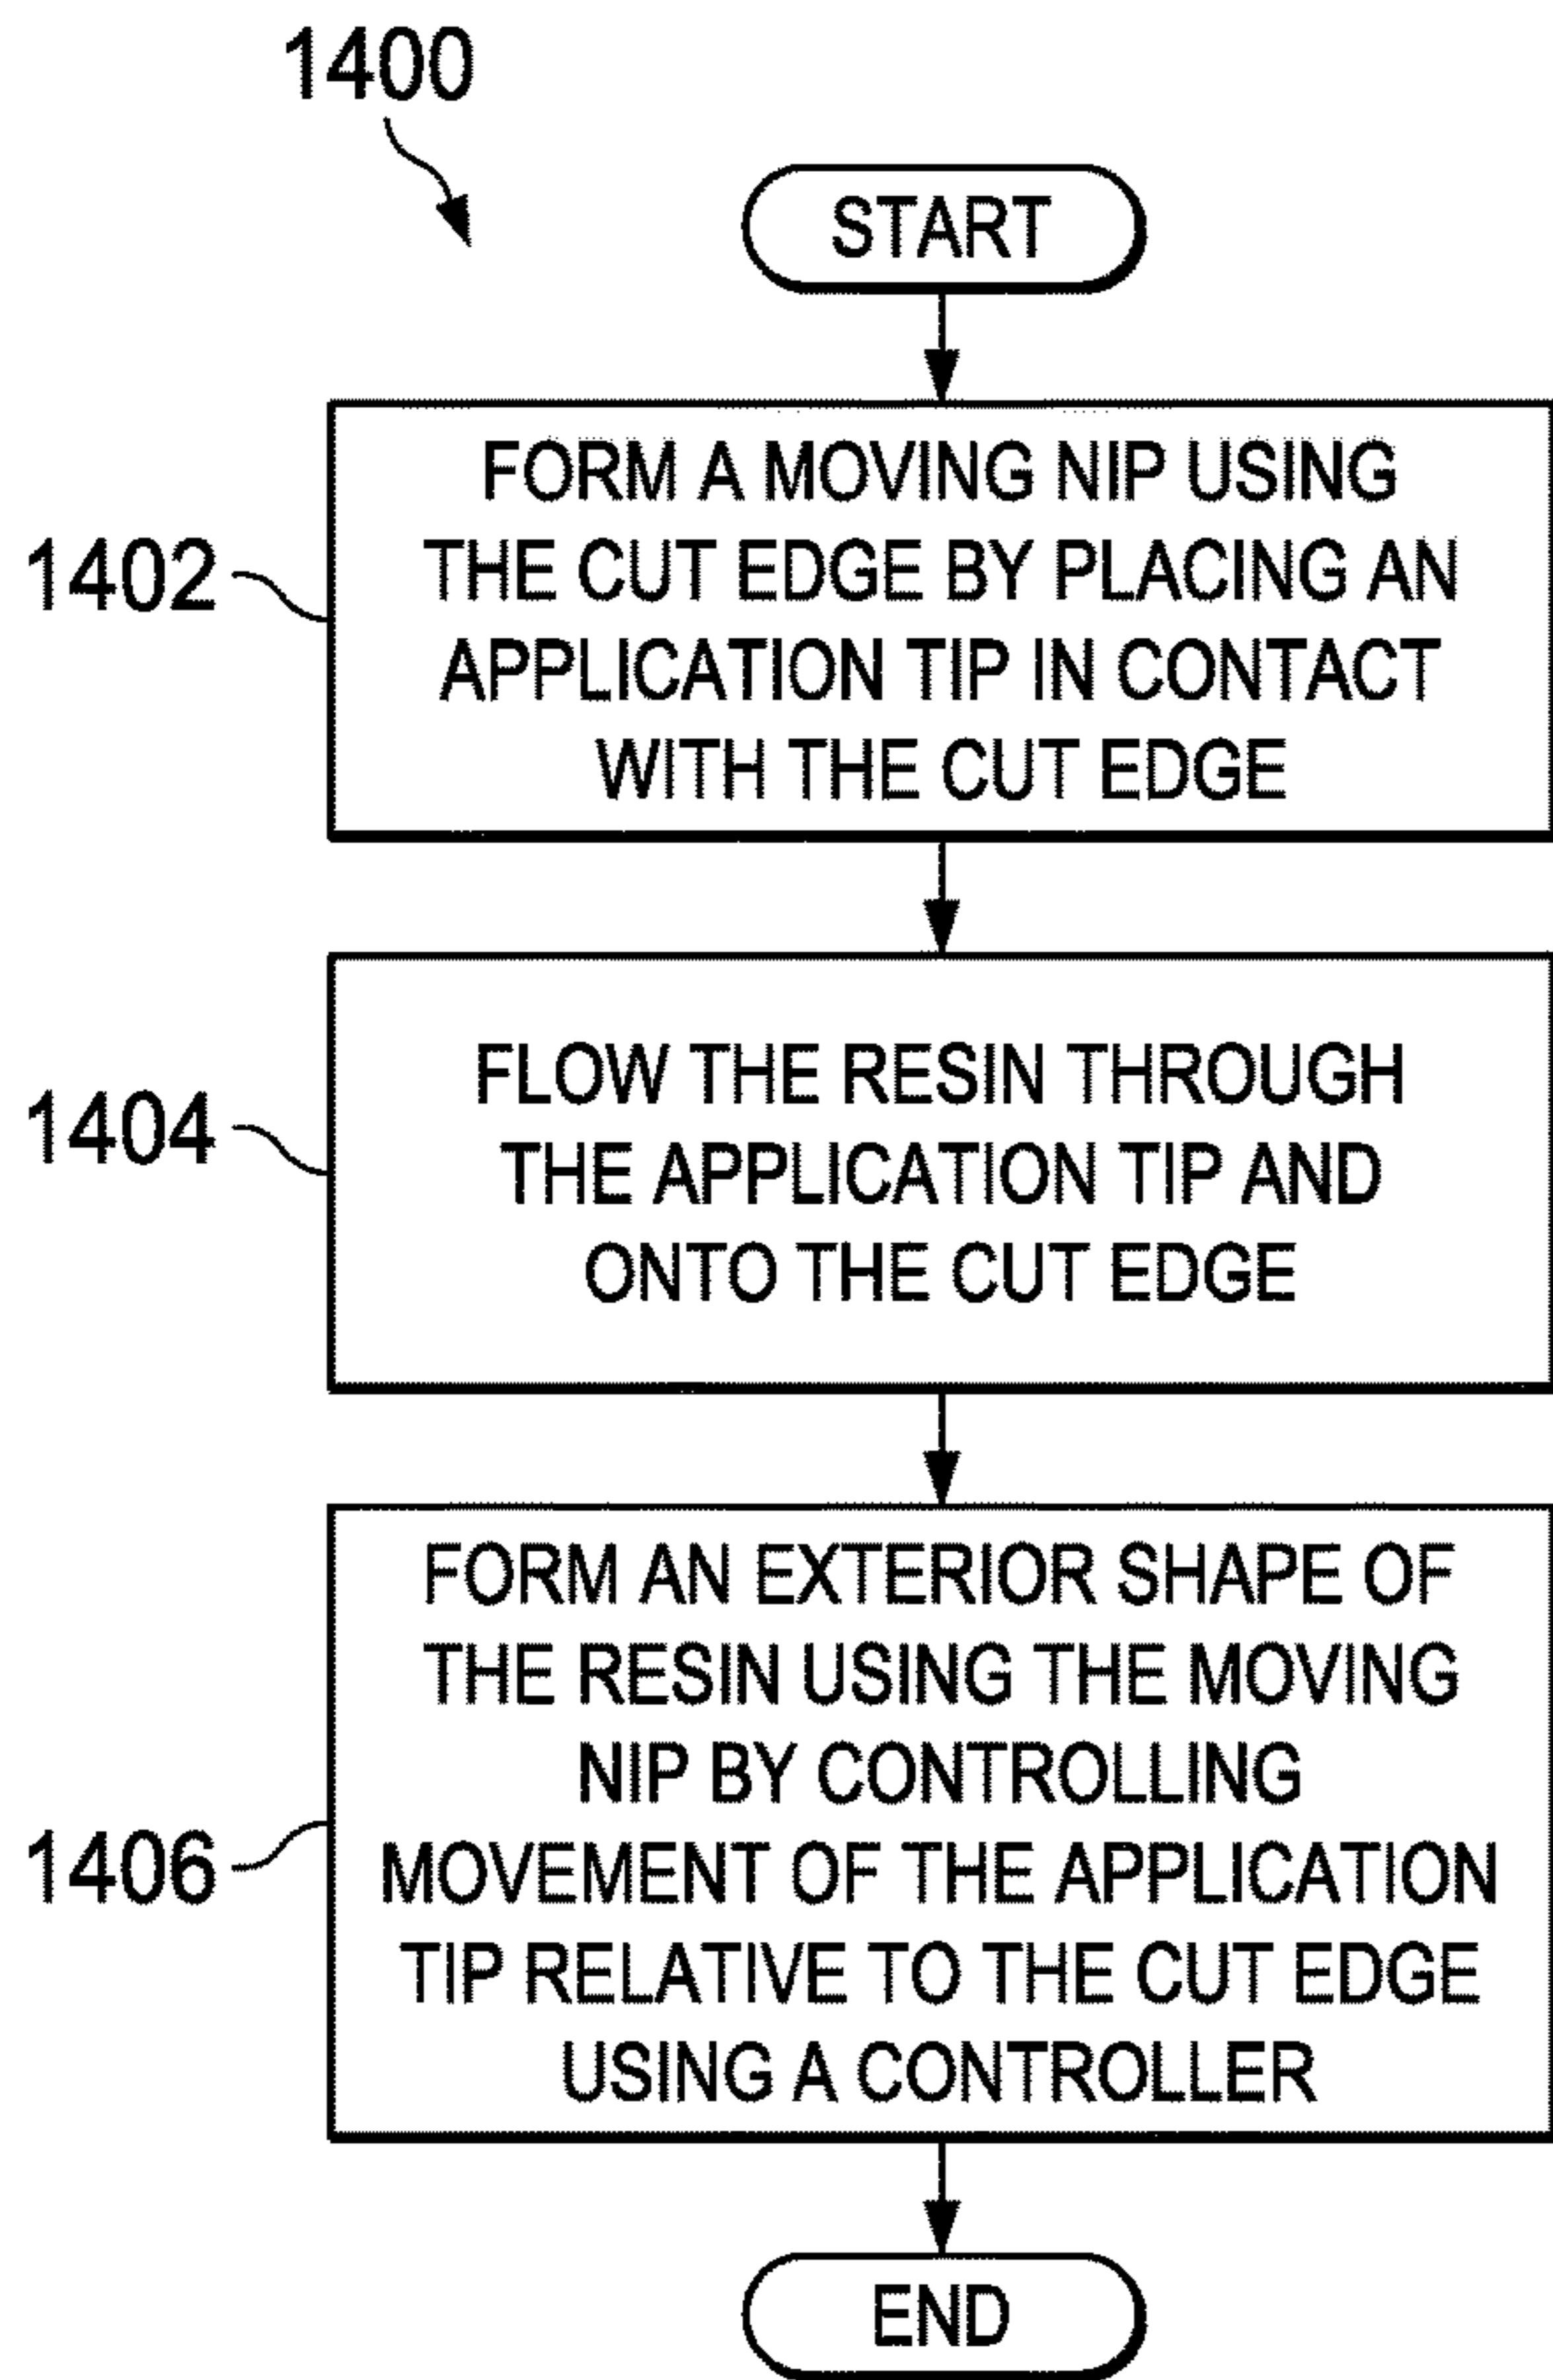 1400
START
1402
FORM A MOVING NIP USING
THE CUT EDGE BY PLACING AN
APPLICATION TIP IN CONTACT
WITH THE CUT EDGE
1404
FLOW THE RESIN THROUGH
THE APPLICATION TIP AND
ONTO THE CUT EDGE
1406
FORM AN EXTERIOR SHAPE OF
THE RESIN USING THE MOVING
NIP BY CONTROLLING
MOVEMENT OF THE APPLICATION
TIP RELATIVE TO THE CUT EDGE
USING A CONTROLLER
END